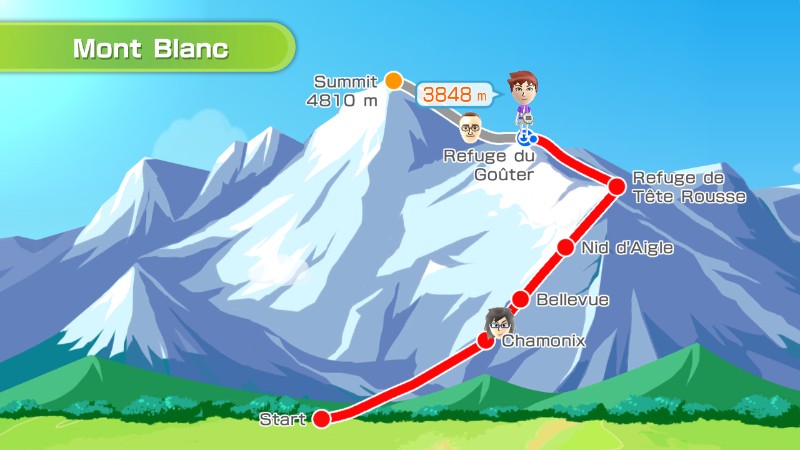 Mont Blanc
Summit
4810 m
3848 m
Refuge du
Goûter
Refuge de
Tête Rousse
Nid d'Aigle
Bellevue
Chamonix
Start